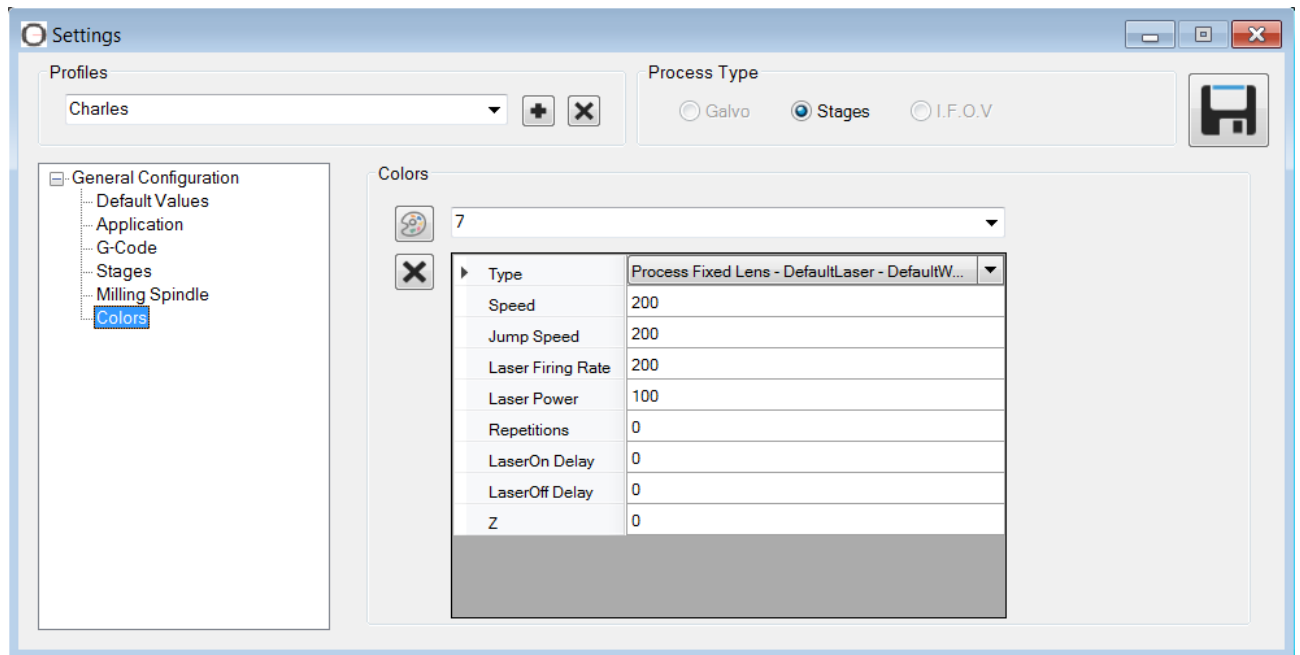 Settings
Profiles
Charles
Process Type
Galvo Stages I.F.O.V
General Configuration
Default Values
Application
G-Code
Stages
Milling Spindle
Colors
Colors
7
Type Process Fixed Lens - DefaultLaser - DefaultW...
Speed 200
Jump Speed 200
Laser Firing Rate 200
Laser Power 100
Repetitions 0
LaserOn Delay 0
LaserOff Delay 0
Z 0